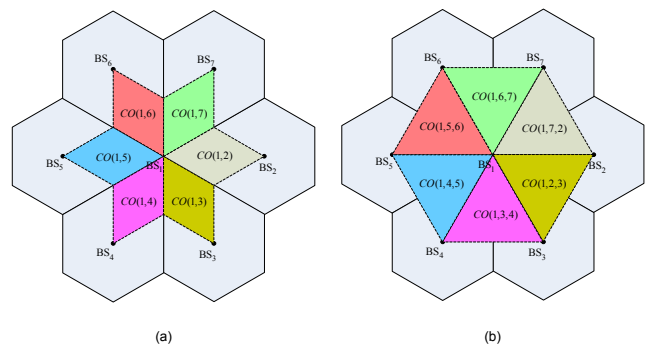 BS6 BS7
CO(1,6) CO(1,7)
BS5 CO(1,5) BS1 CO(1,2) BS2
CO(1,4) CO(1,3)
BS4 BS3
(a)
BS6 BS7
CO(1,6,7)
CO(1,5,6) CO(1,7,2)
BS5 BS1 BS2
CO(1,4,5) CO(1,2,3)
CO(1,3,4)
BS4 BS3
(b)